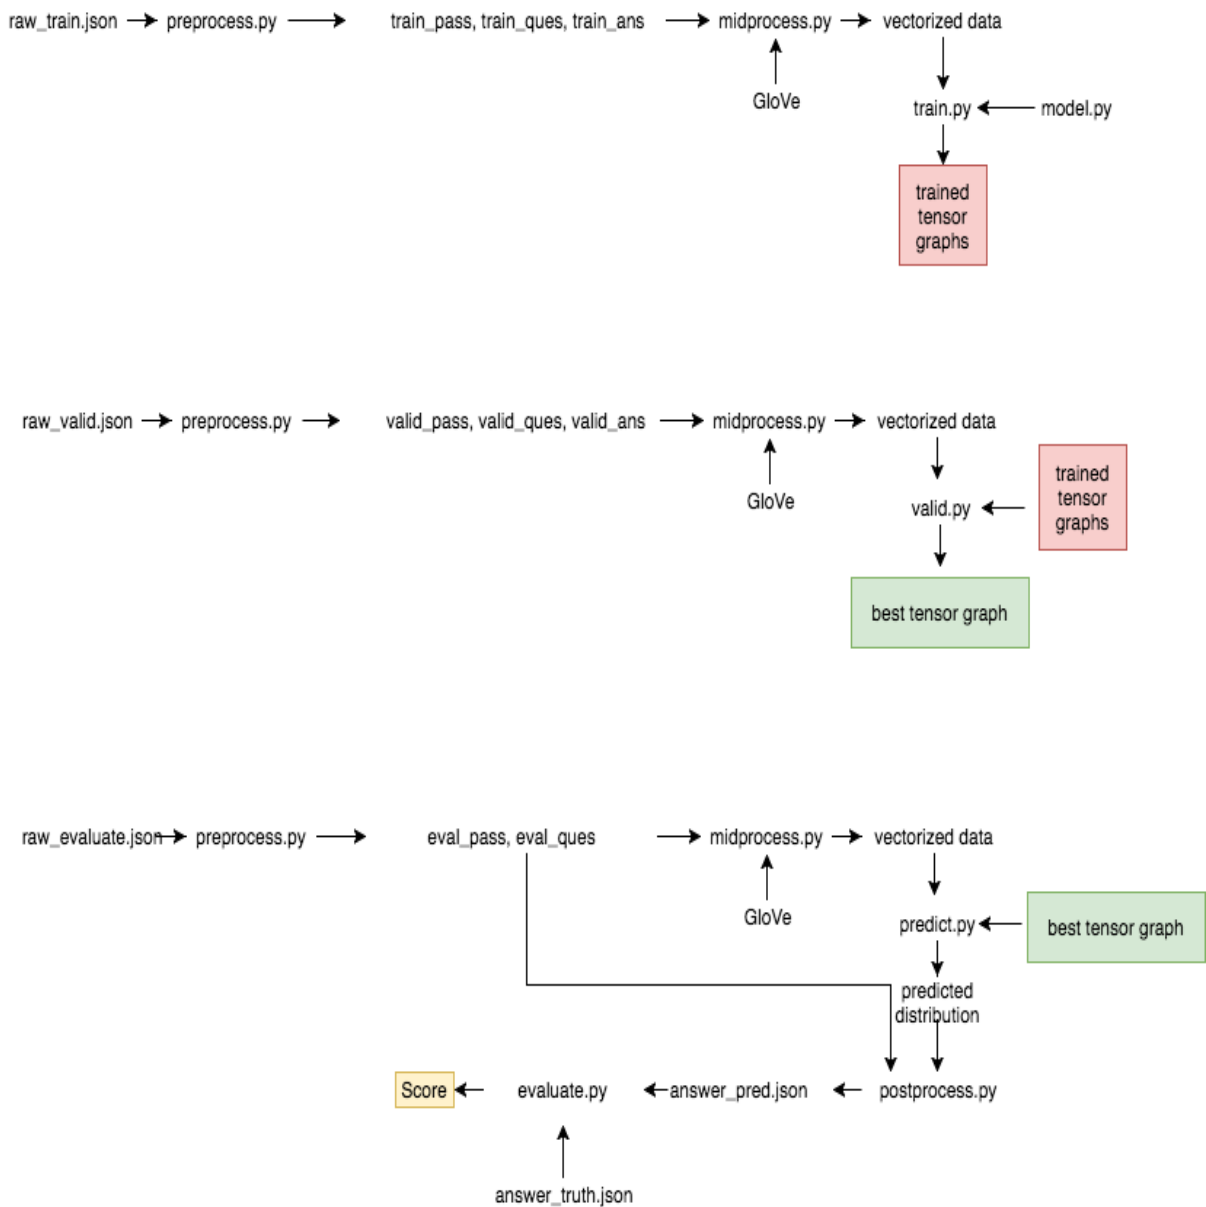 raw_train.json preprocess.py train_pass, train_ques, train_ans midprocess.py vectorized data
GloVe
train.py model.py
trained
tensor
graphs
raw_valid.json preprocess.py valid_pass, valid_ques, valid_ans midprocess.py vectorized data
GloVe
valid.py
trained
tensor
graphs
best tensor graph
raw_evaluate.json preprocess.py eval_pass, eval_ques midprocess.py vectorized data
GloVe
predict.py best tensor graph
predicted
distribution
Score evaluate.py answer_pred.json postprocess.py
answer_truth.json